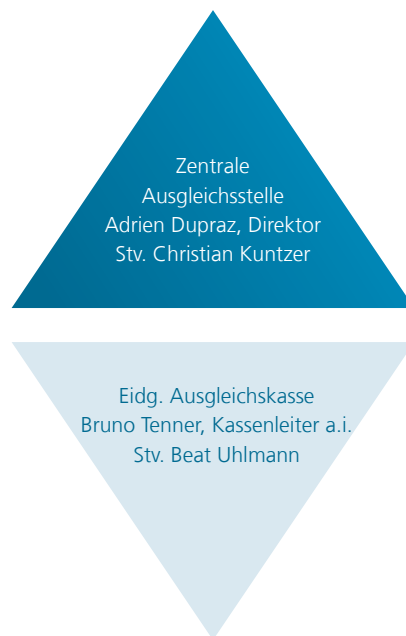 Zentrale
Ausgleichsstelle
Adrien Dupraz, Direktor
Stv. Christian Kuntzer
Eidg. Ausgleichskasse
Bruno Tenner, Kassenleiter a.i.
Stv. Beat Uhlmann